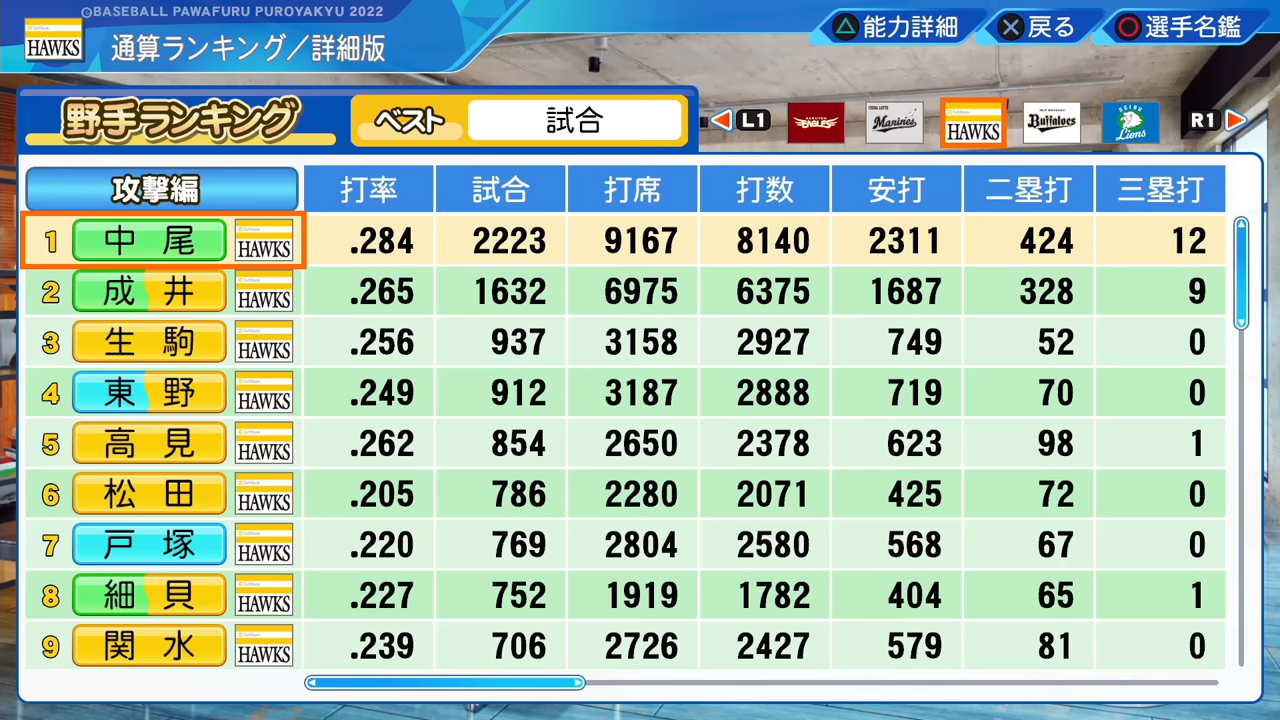 ©BASEBALL PAWAFURU PUROYAKYU 2022
HAWKS 通算ランキング／詳細版 能力詳細 戻る 選手名鑑
野手ランキング ベスト 試合 L1 EAGLES Marines HAWKS Buffaloes Lions R1
攻撃編 打率 試合 打席 打数 安打 二塁打 三塁打
1 中尾 HAWKS .284 2223 9167 8140 2311 424 12
2 成井 HAWKS .265 1632 6975 6375 1687 328 9
3 生駒 HAWKS .256 937 3158 2927 749 52 0
4 東野 HAWKS .249 912 3187 2888 719 70 0
5 高見 HAWKS .262 854 2650 2378 623 98 1
6 松田 HAWKS .205 786 2280 2071 425 72 0
7 戸塚 HAWKS .220 769 2804 2580 568 67 0
8 細貝 HAWKS .227 752 1919 1782 404 65 1
9 関水 HAWKS .239 706 2726 2427 579 81 0